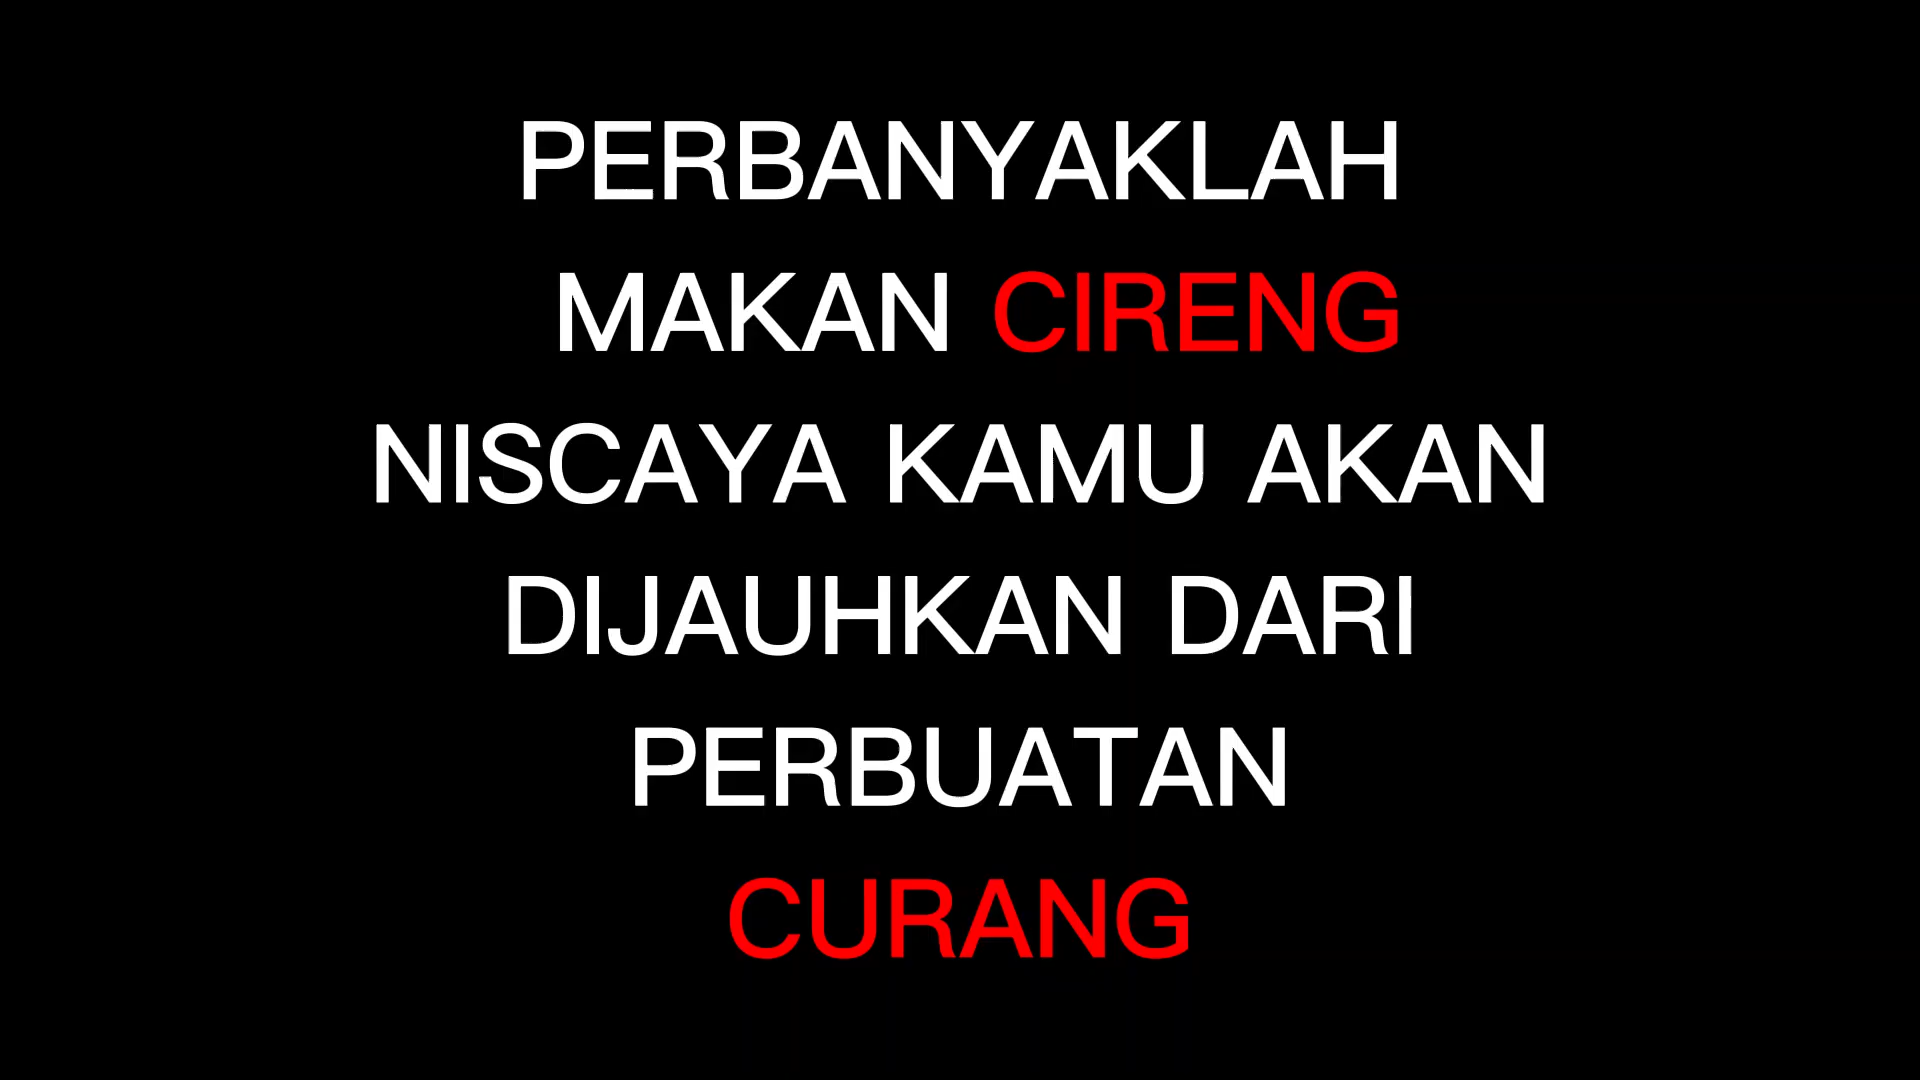 PERBANYAKLAH
MAKAN CIRENG
NISCAYA KAMU AKAN
DIJAUHKAN DARI
PERBUATAN
CURANG